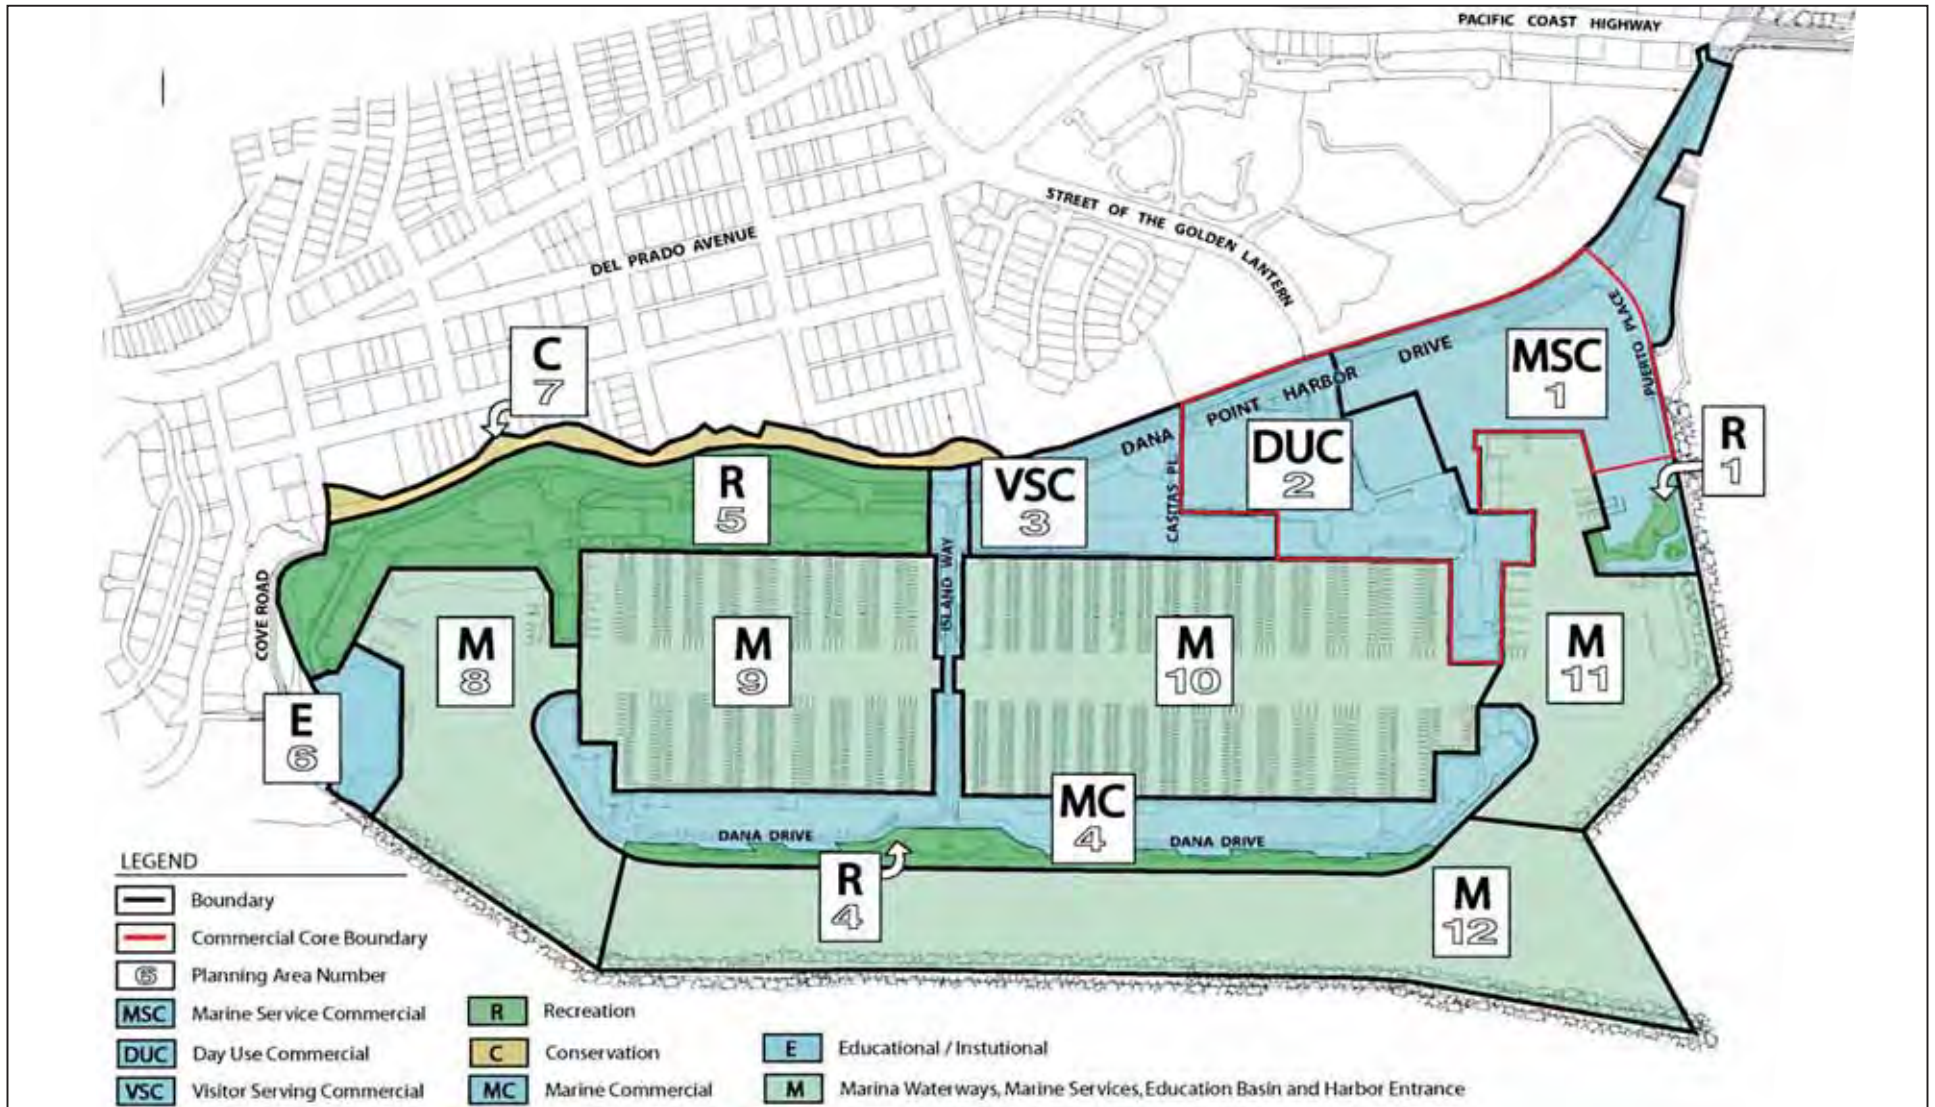 PACIFIC COAST HIGHWAY
STREET OF THE GOLDEN LANTERN
DEL PRADO AVENUE
PUERTO PLACE
DANA POINT HARBOR DRIVE
MSC
1
C
7
R
1
DUC
2
R
5
VSC
3
CASITAS PL.
ISLAND WAY
COVE ROAD
M
8
M
9
M
10
M
11
E
6
MC
4
DANA DRIVE
DANA DRIVE
R
4
M
12
LEGEND
Boundary
Commercial Core Boundary
6 Planning Area Number
MSC Marine Service Commercial
DUC Day Use Commercial
VSC Visitor Serving Commercial
R Recreation
C Conservation
MC Marine Commercial
E Educational / Instutional
M Marina Waterways, Marine Services, Education Basin and Harbor Entrance